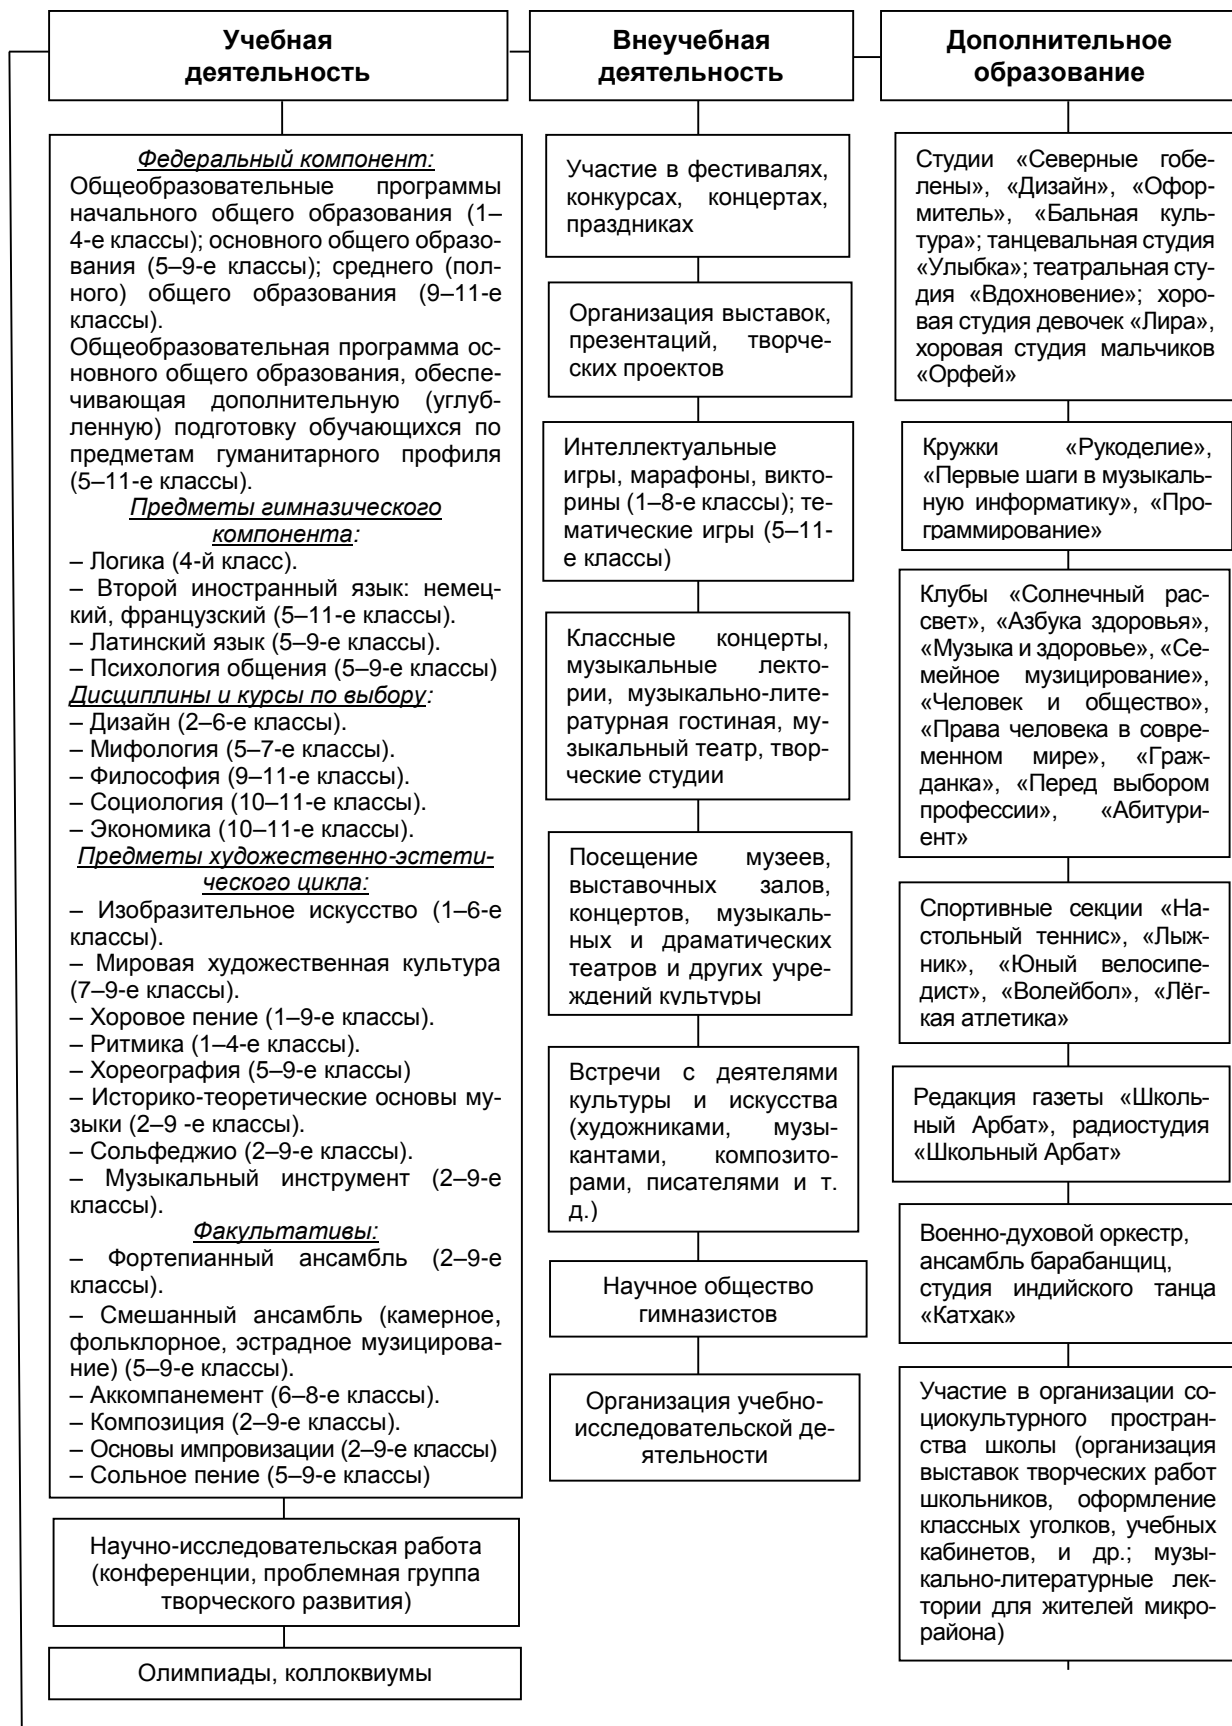 Учебная
деятельность
Федеральный компонент:
Общеобразовательные программы
начального общего образования (1–
4-е классы); основного общего образо-
вания (5–9-е классы); среднего (пол-
ного) общего образования (9–11-е
классы).
Общеобразовательная программа ос-
новного общего образования, обеспе-
чивающая дополнительную (углуб-
ленную) подготовку обучающихся по
предметам гуманитарного профиля
(5–11-е классы).
Предметы гимназического
компонента:
– Логика (4-й класс).
– Второй иностранный язык: немец-
кий, французский (5–11-е классы).
– Латинский язык (5–9-е классы).
– Психология общения (5–9-е классы)
Дисциплины и курсы по выбору:
– Дизайн (2–6-е классы).
– Мифология (5–7-е классы).
– Философия (9–11-е классы).
– Социология (10–11-е классы).
– Экономика (10–11-е классы).
Предметы художественно-эстети-
ческого цикла:
– Изобразительное искусство (1–6-е
классы).
– Мировая художественная культура
(7–9-е классы).
– Хоровое пение (1–9-е классы).
– Ритмика (1–4-е классы).
– Хореография (5–9-е классы)
– Историко-теоретические основы му-
зыки (2–9 -е классы).
– Сольфеджио (2–9-е классы).
– Музыкальный инструмент (2–9-е
классы).
Факультативы:
– Фортепианный ансамбль (2–9-е
классы).
– Смешанный ансамбль (камерное,
фольклорное, эстрадное музицирова-
ние) (5–9-е классы).
– Аккомпанемент (6–8-е классы).
– Композиция (2–9-е классы).
– Основы импровизации (2–9-е классы)
– Сольное пение (5–9-е классы)
Научно-исследовательская работа
(конференции, проблемная группа
творческого развития)
Олимпиады, коллоквиумы
Внеучебная
деятельность
Участие в фестивалях,
конкурсах, концертах,
праздниках
Организация выставок,
презентаций, творче-
ских проектов
Интеллектуальные
игры, марафоны, викто-
рины (1–8-е классы); те-
матические игры (5–11-
е классы)
Классные концерты,
музыкальные лекто-
рии, музыкально-ли-
тературная гостиная, му-
зыкальный театр, твор-
ческие студии
Посещение музеев,
выставочных залов,
концертов, музыкаль-
ных и драматических
театров и других учре-
ждений культуры
Встречи с деятелями
культуры и искусства
(художниками, музы-
кантами, композито-
рами, писателями и т.
д.)
Научное общество
гимназистов
Организация учебно-
исследовательской де-
ятельности
Дополнительное
образование
Студии «Северные гобе-
лены», «Дизайн», «Офор-
митель», «Бальная куль-
тура»; танцевальная студия
«Улыбка»; театральная сту-
дия «Вдохновение»; хоро-
вая студия девочек «Лира»,
хоровая студия мальчиков
«Орфей»
Кружки «Рукоделие»,
«Первые шаги в музыкаль-
ную информатику», «Про-
граммирование»
Клубы «Солнечный рас-
свет», «Азбука здоровья»,
«Музыка и здоровье», «Се-
мейное музицирование»,
«Человек и общество»,
«Права человека в совре-
менном мире», «Граж-
данка», «Перед выбором
профессии», «Абитури-
ент»
Спортивные секции «На-
стольный теннис», «Лыж-
ник», «Юный велосипе-
дист», «Волейбол», «Лёг-
кая атлетика»
Редакция газеты «Школь-
ный Арбат», радиостудия
«Школьный Арбат»
Военно-духовой оркестр,
ансамбль барабанщиц,
студия индийского танца
«Катхак»
Участие в организации со-
циокультурного простран-
ства школы (организация
выставок творческих работ
школьников, оформление
классных уголков, учебных
кабинетов, и др.; музы-
кально-литературные лек-
тории для жителей микро-
района)